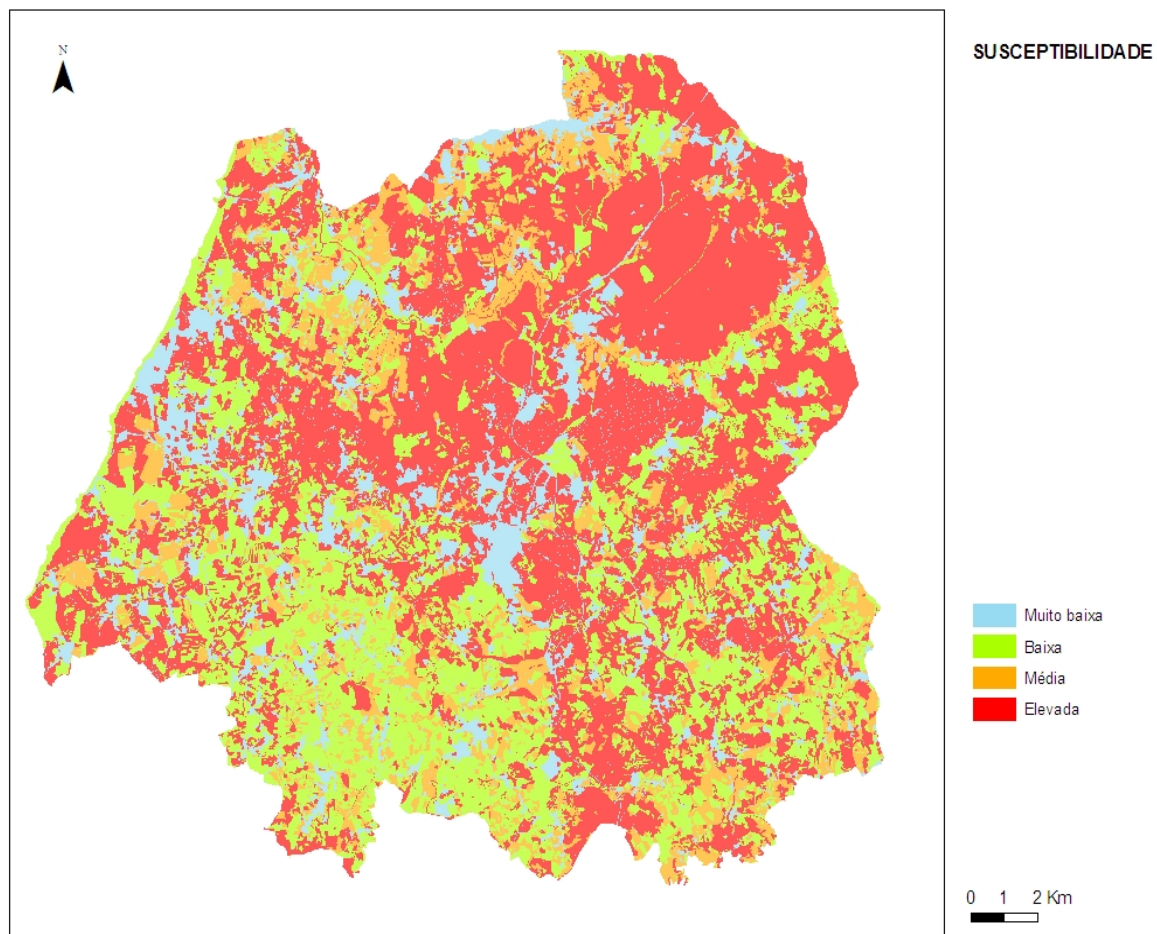 N
SUSCEPTIBILIDADE
Muito baixa
Baixa
Média
Elevada
0 1 2 Km